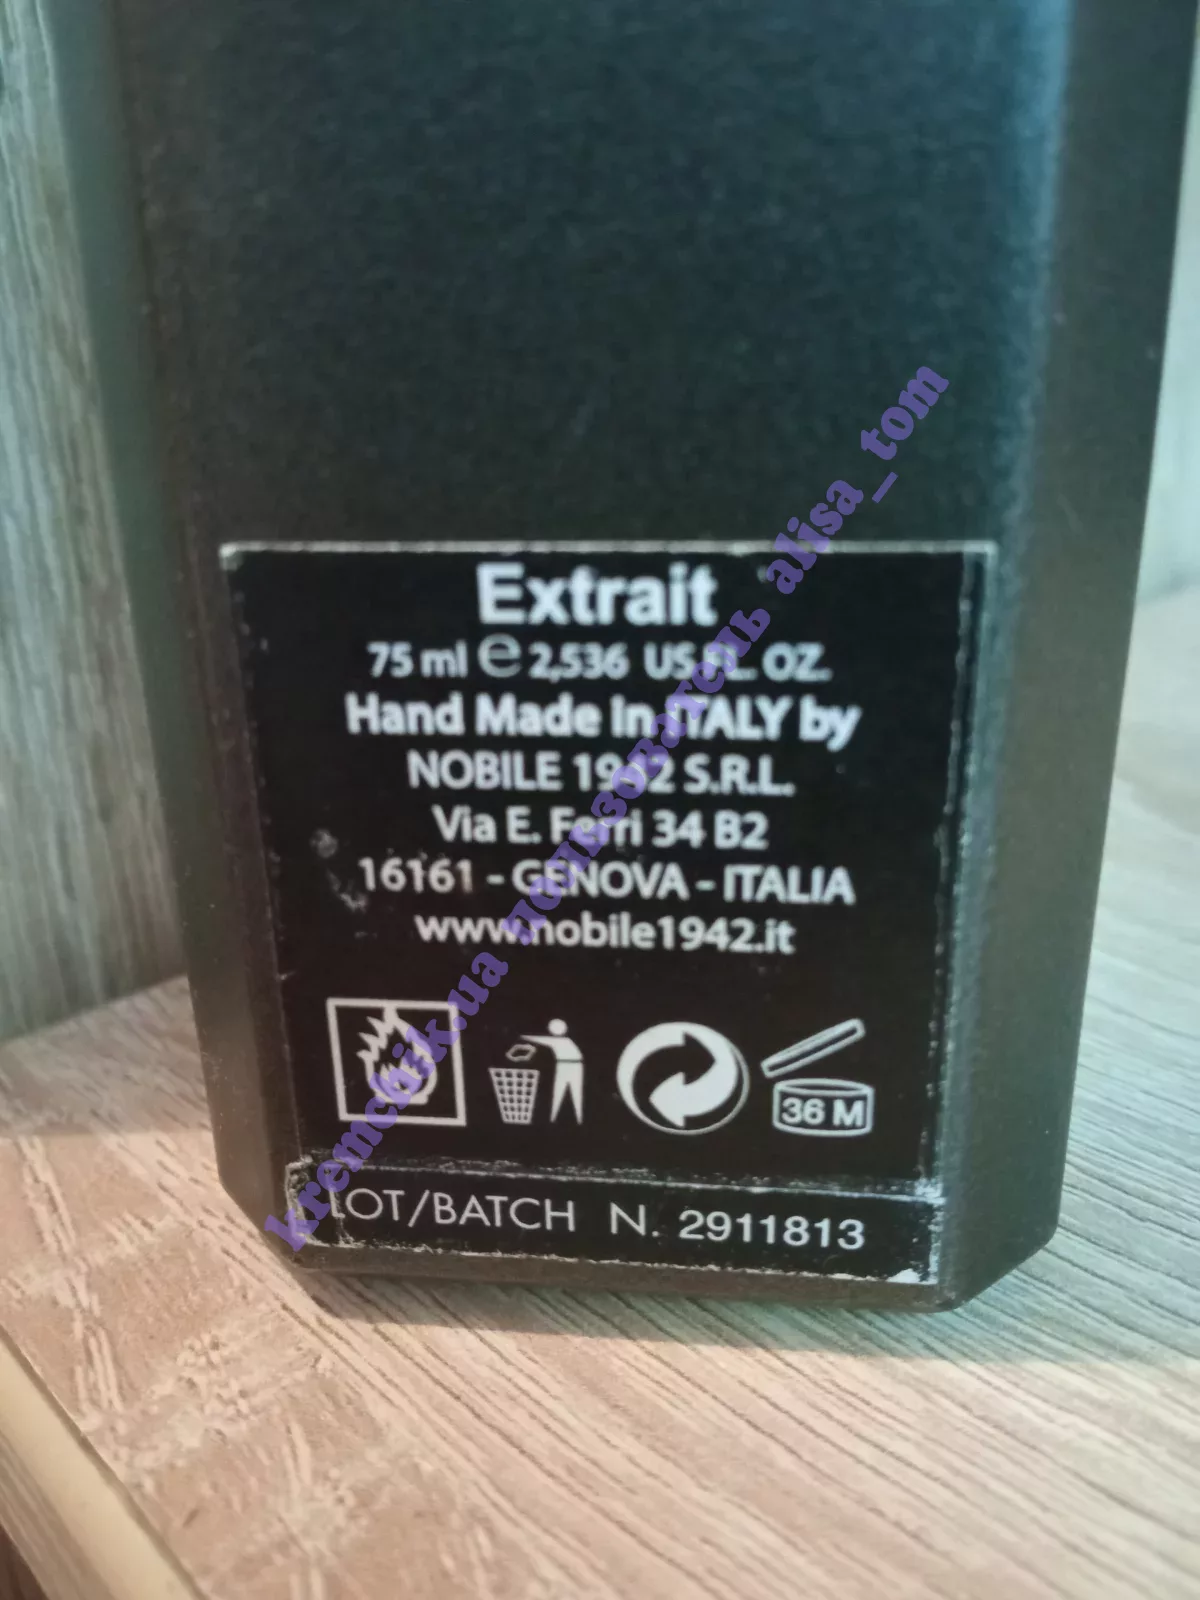 Extrait
75 ml e 2,536 US FL. OZ.
Hand Made In ITALY by
NOBILE 1942 S.R.L.
Via E. Ferri 34 B2
16161 - GENOVA - ITALIA
www.nobile1942.it
36 M
LOT/BATCH N. 2911813
kremchik.ua пользователь alisa_tom